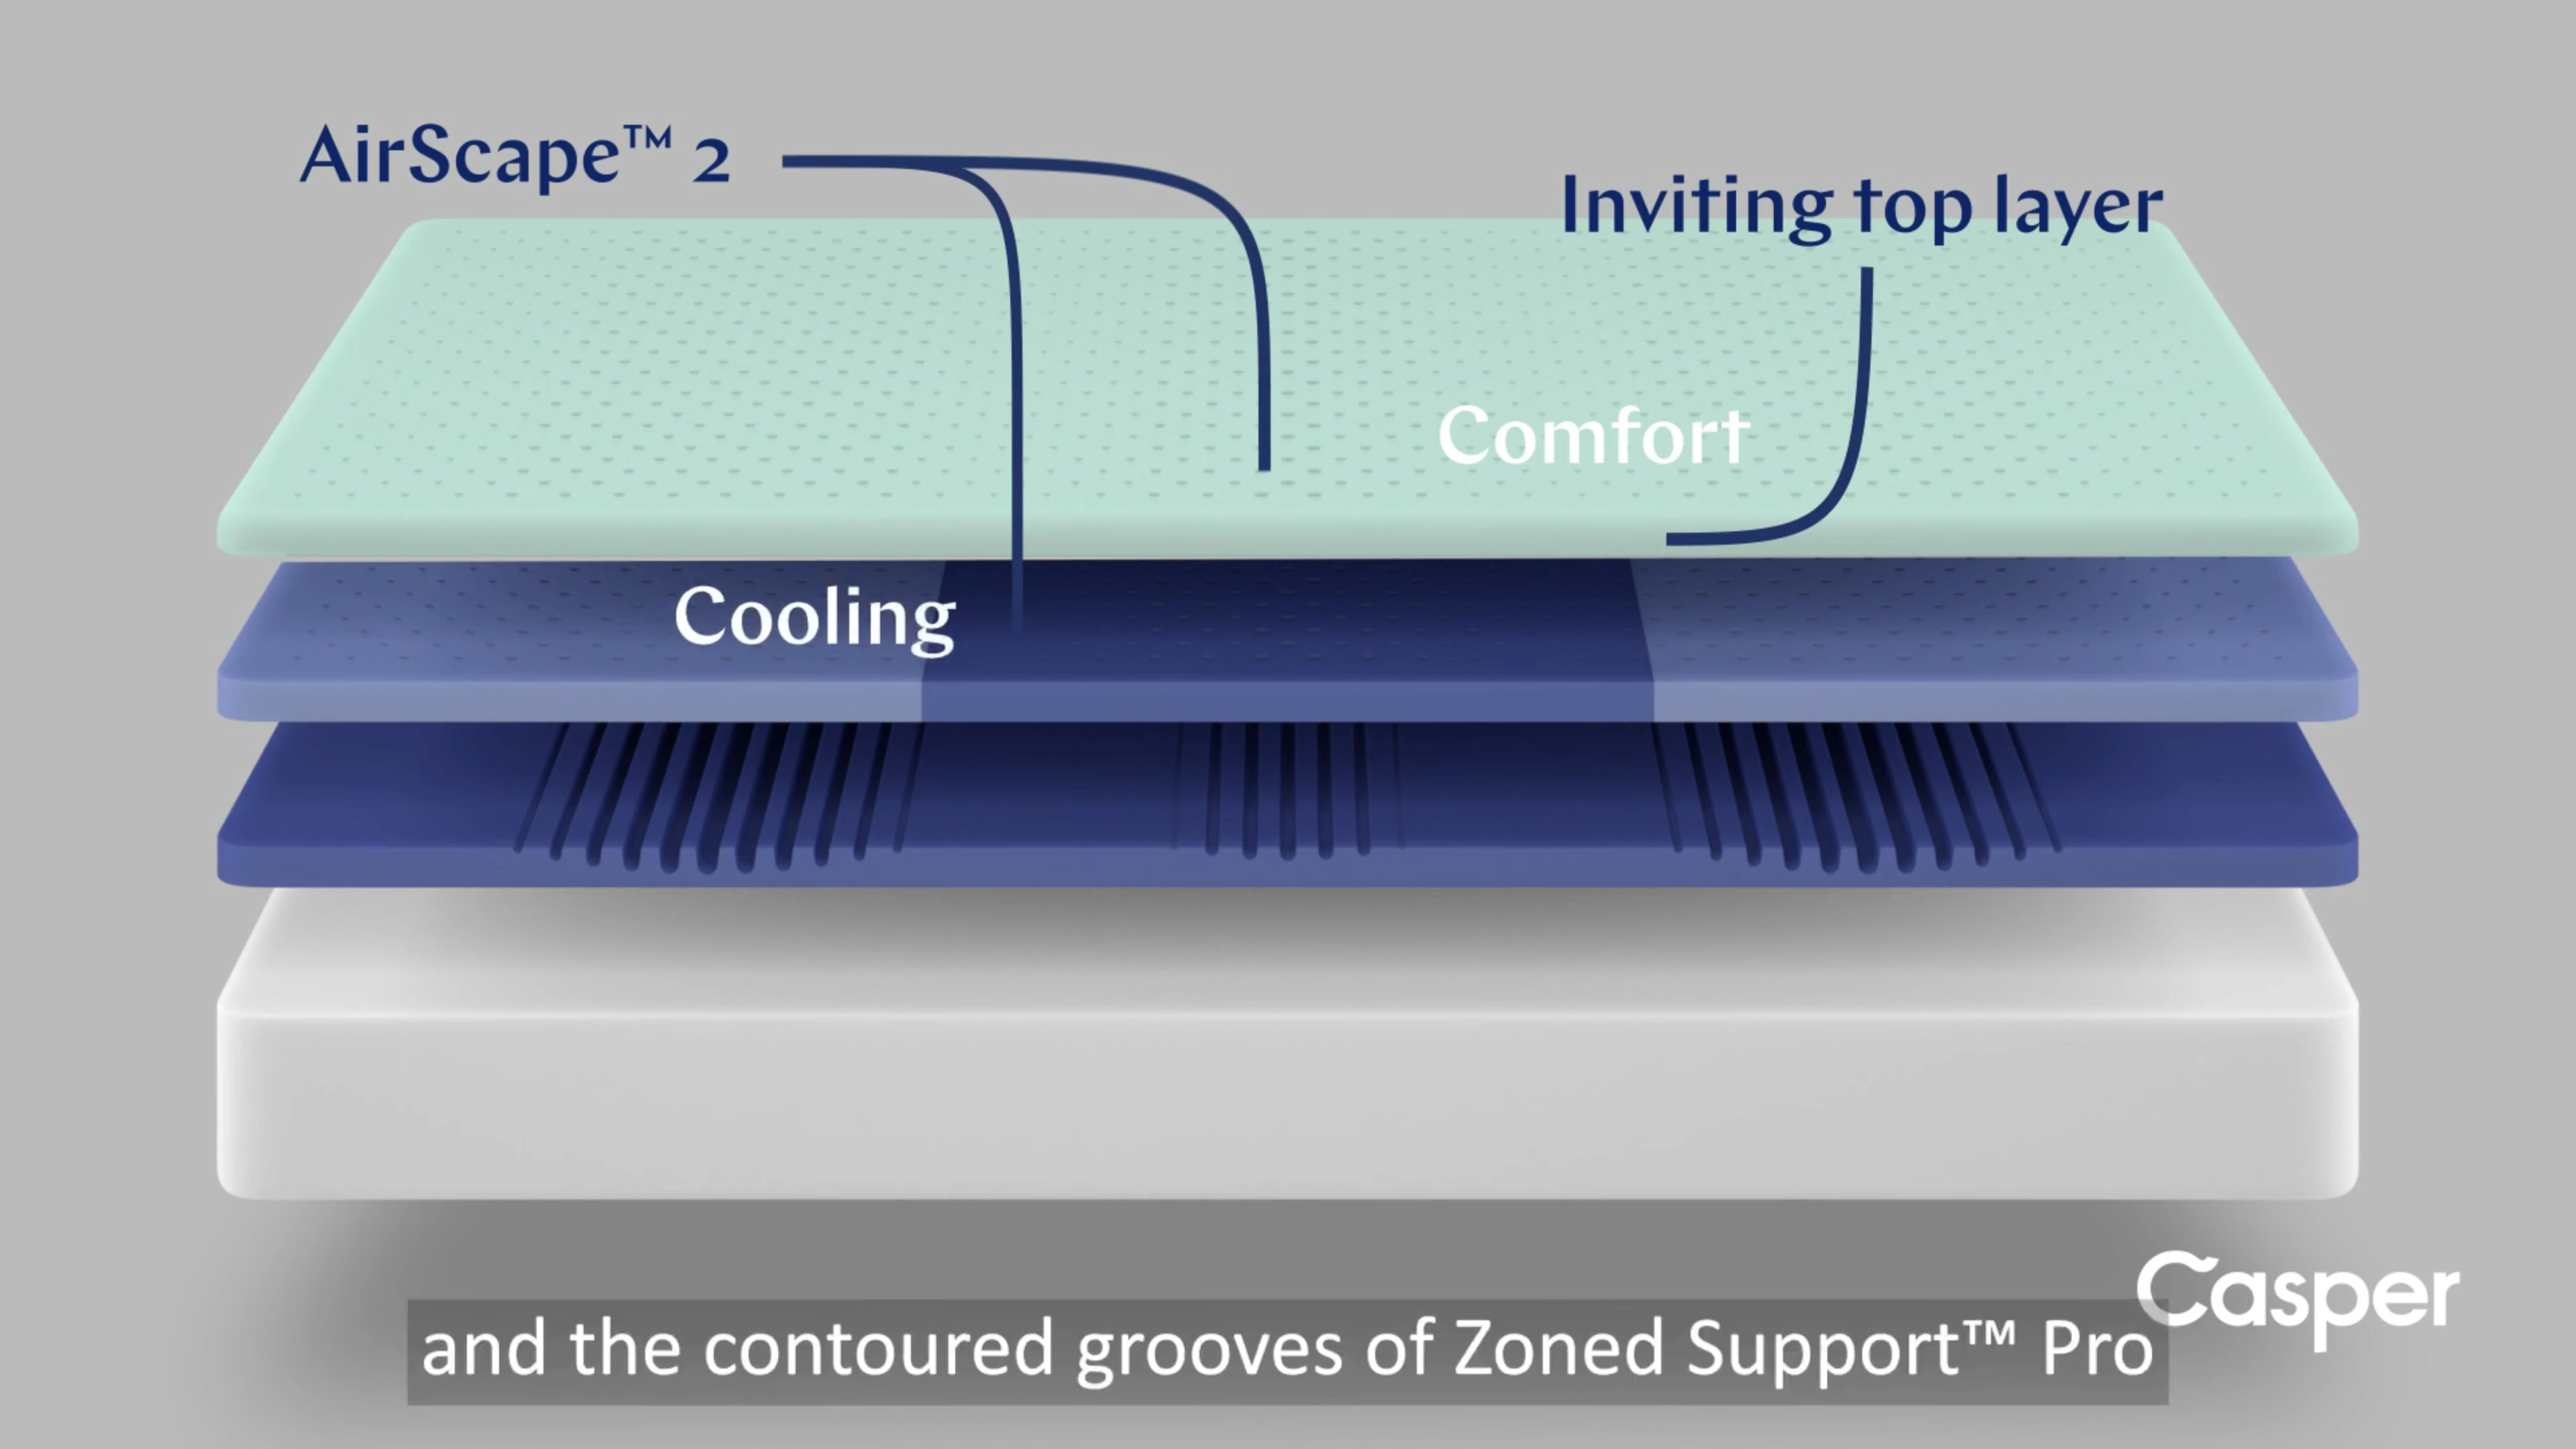 AirScape™ 2
Inviting top layer
Comfort
Cooling
Casper
and the contoured grooves of Zoned Support™ Pro